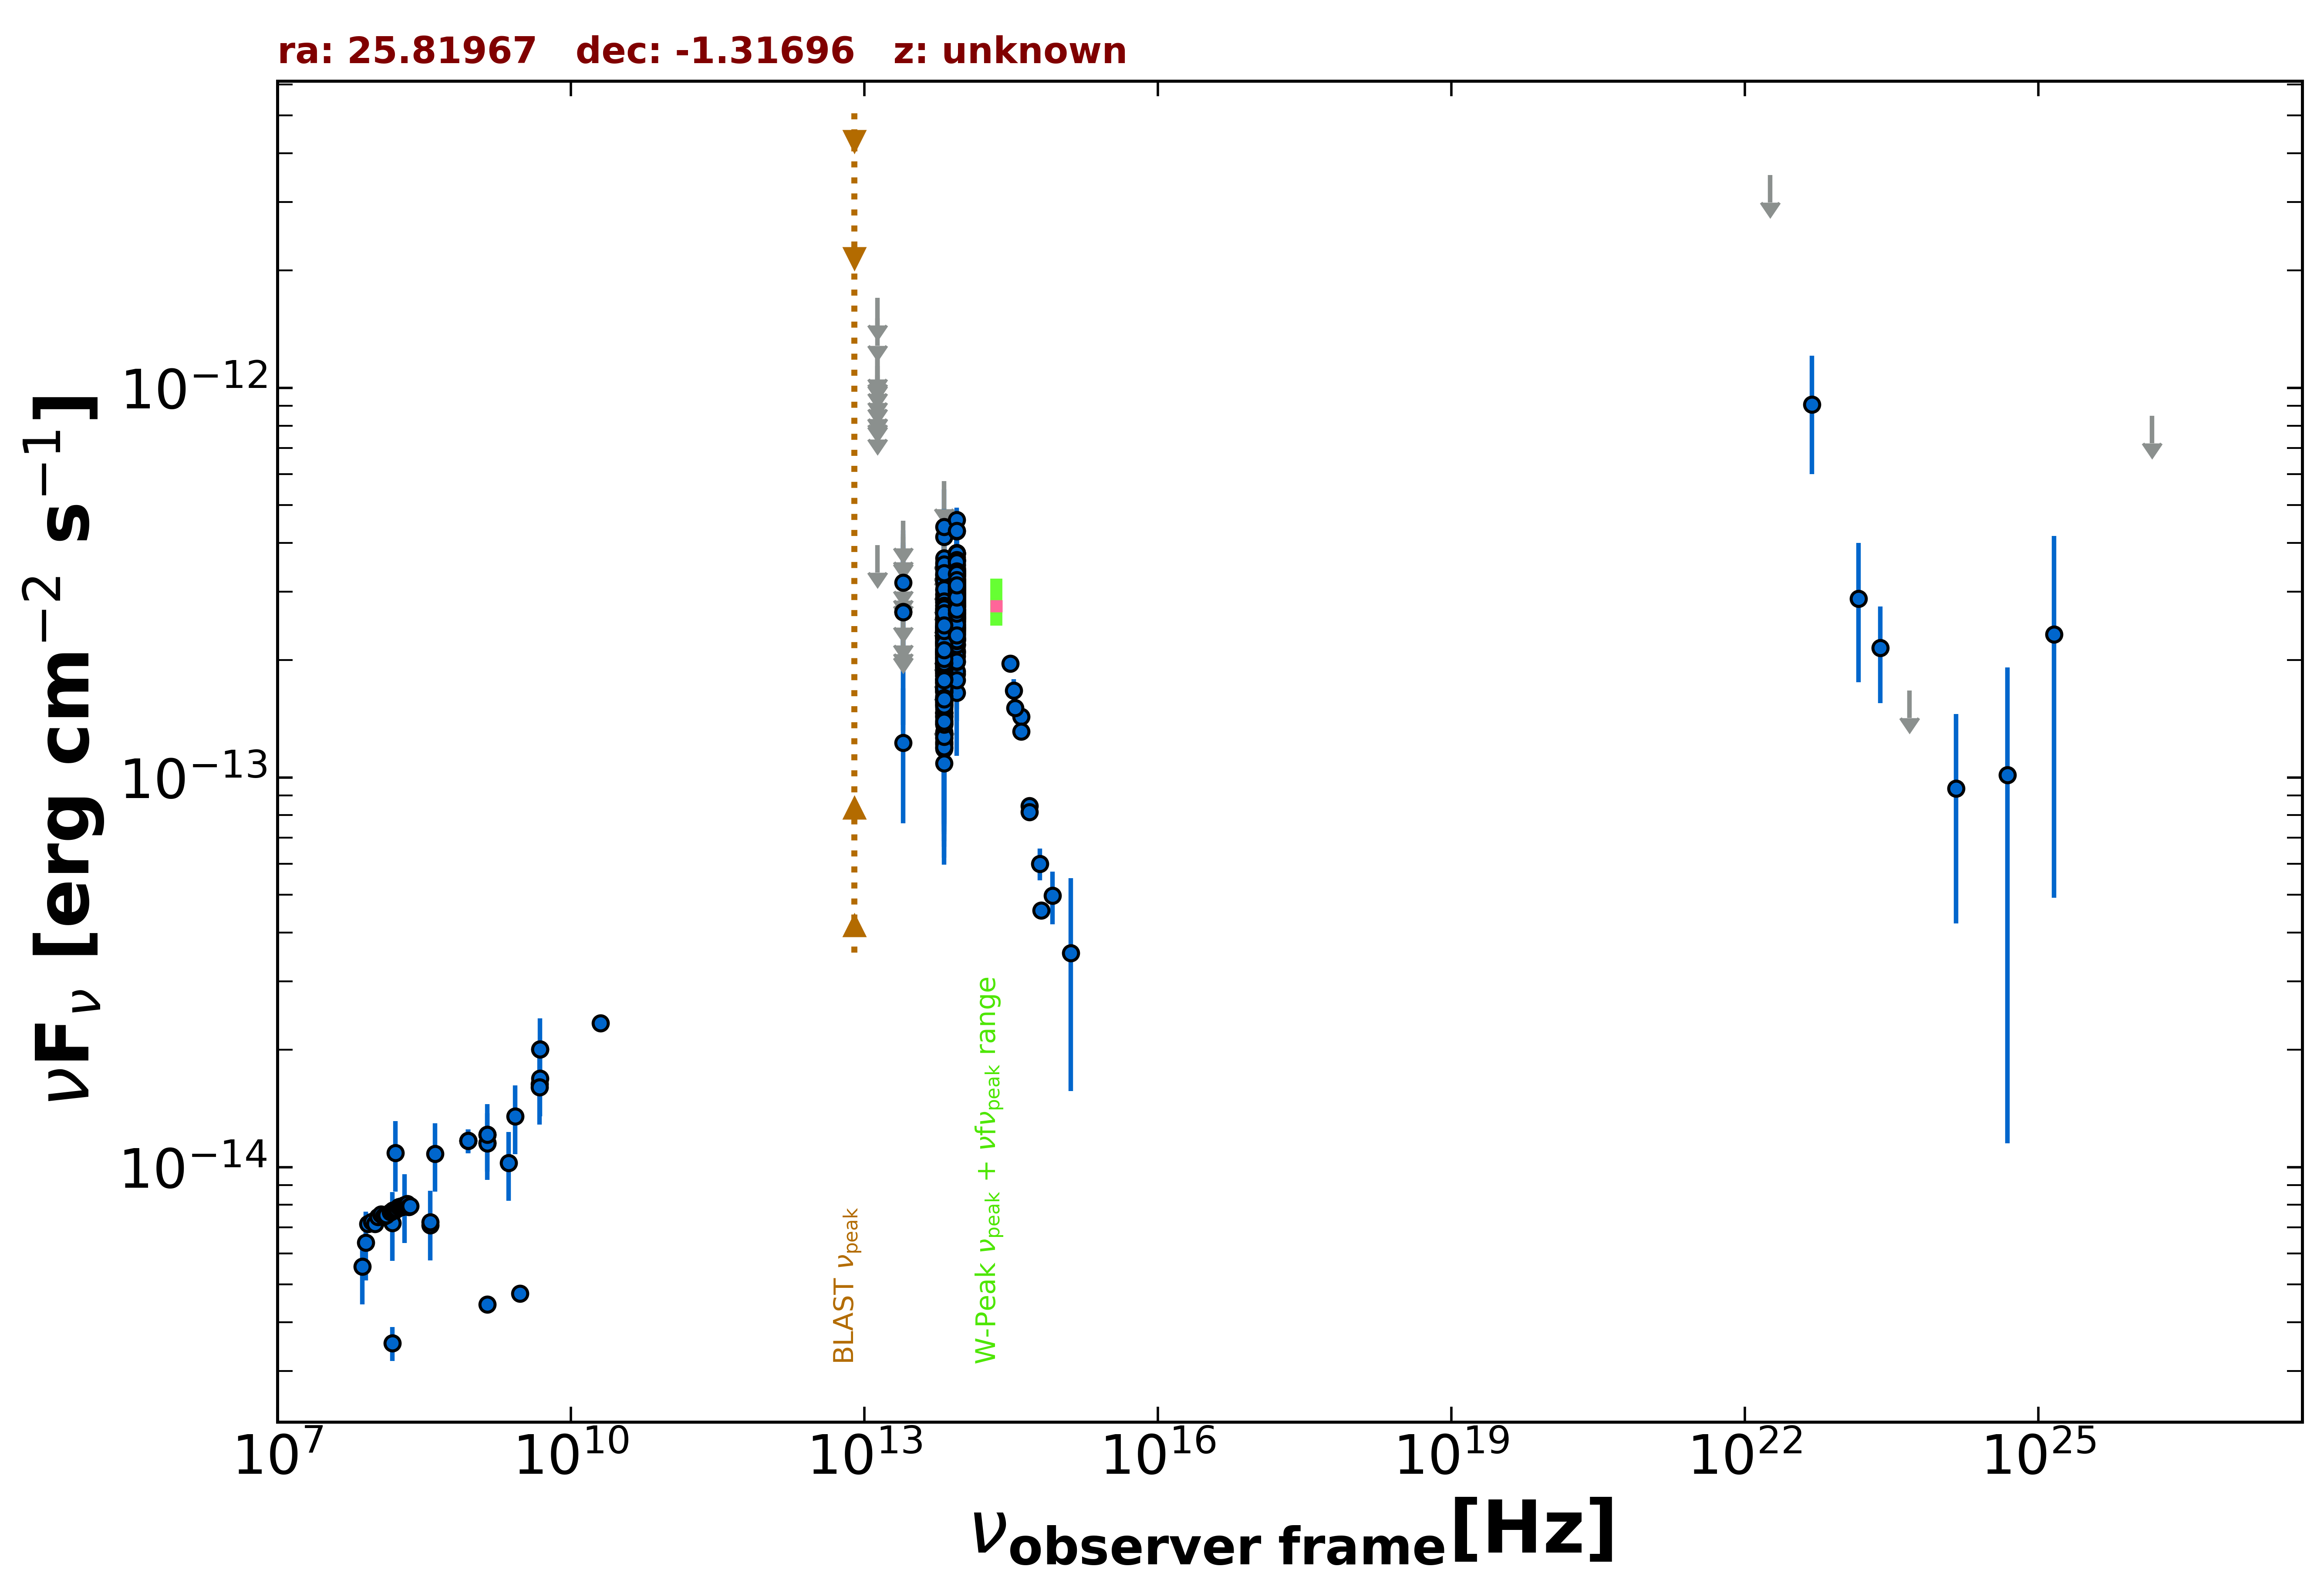 ra: 25.81967   dec: -1.31696   z: unknown
νFν [erg cm−2 s−1]
10−12
10−13
10−14
BLAST νpeak
W-Peak νpeak + νfνpeak range
107 1010 1013 1016 1019 1022 1025
νobserver frame[Hz]